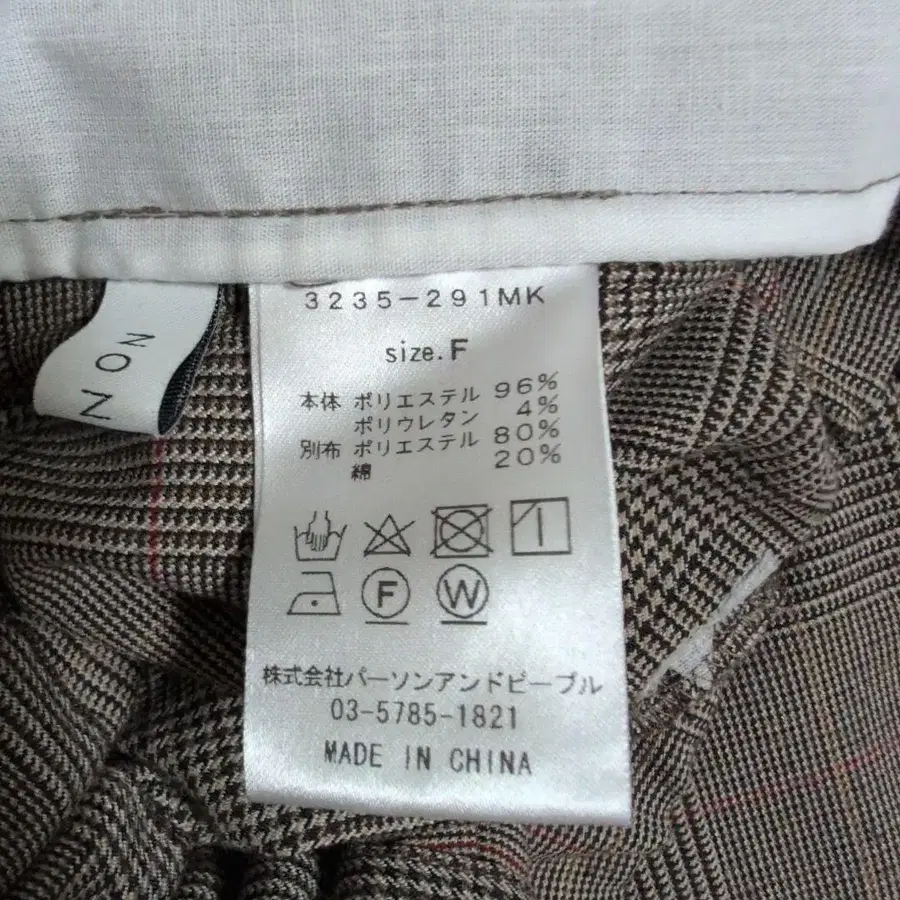 3235-291MK
size.F
本体 ポリエステル 96%
ポリウレタン 4%
別布 ポリエステル 80%
綿 20%
F W
株式会社パーソンアンドピープル
03-5785-1821
MADE IN CHINA
NO
N